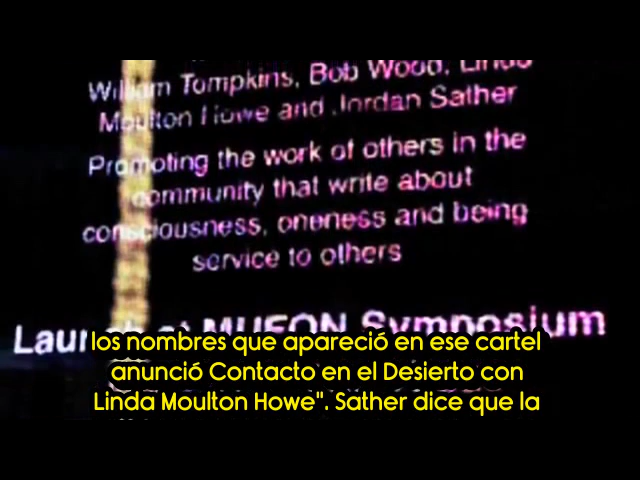 William Tompkins, Bob Wood, Linda
Moulton Howe and Jordan Sather
Promoting the work of others in the
community that write about
consciousness, oneness and being
service to others
Launch at MUFON Symposium
los nombres que apareció en ese cartel
anunció Contacto en el Desierto con
Linda Moulton Howe". Sather dice que la